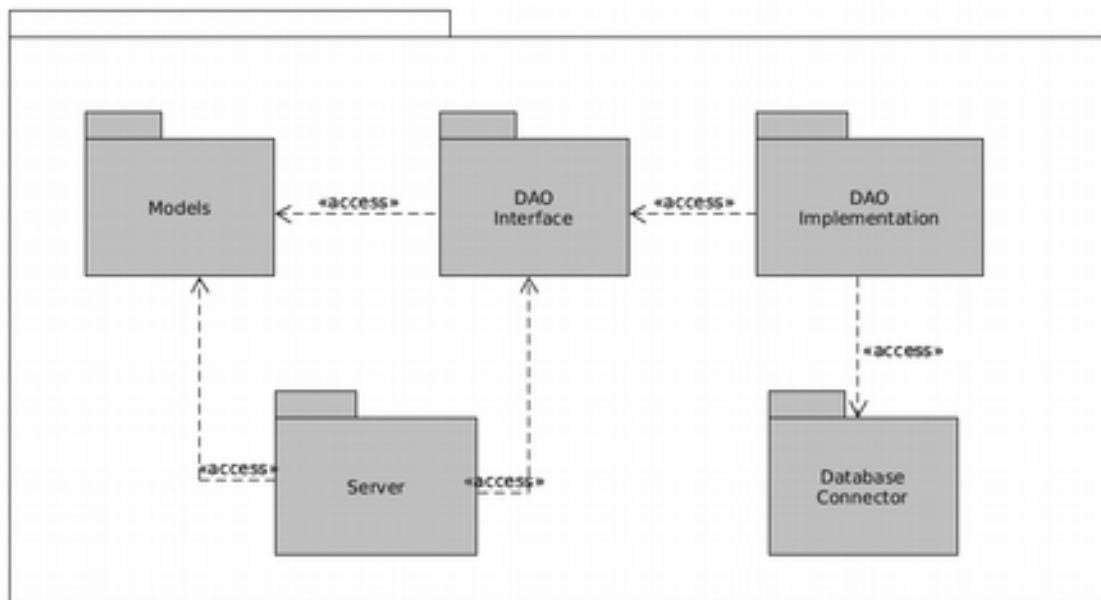 Models
«access»
DAO
Interface
«access»
DAO
Implementation
«access»
«access»
Server
«access»
Database
Connector